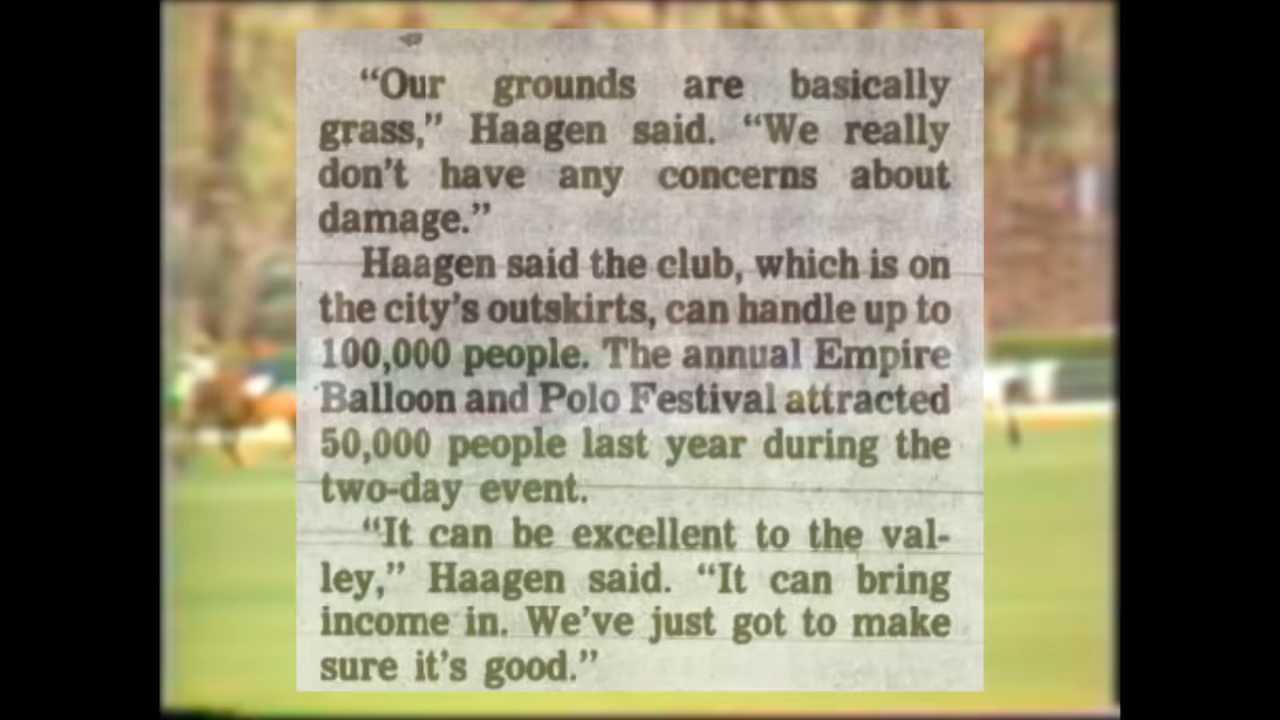 “Our grounds are basically
grass,” Haagen said. “We really
don't have any concerns about
damage.”
Haagen said the club, which is on
the city's outskirts, can handle up to
100,000 people. The annual Empire
Balloon and Polo Festival attracted
50,000 people last year during the
two-day event.
“It can be excellent to the val-
ley,” Haagen said. “It can bring
income in. We've just got to make
sure it's good.”